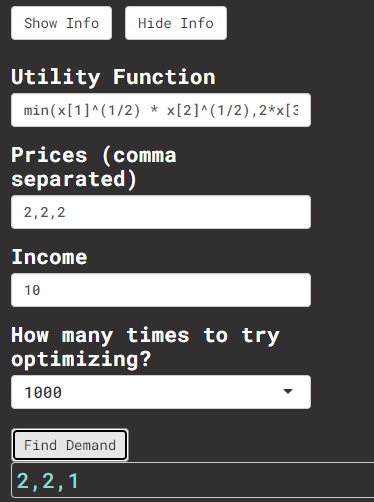 Show Info Hide Info
Utility Function
min(x[1]^(1/2) * x[2]^(1/2),2*x[3
Prices (comma
separated)
2,2,2
Income
10
How many times to try
optimizing?
1000
Find Demand
2,2,1